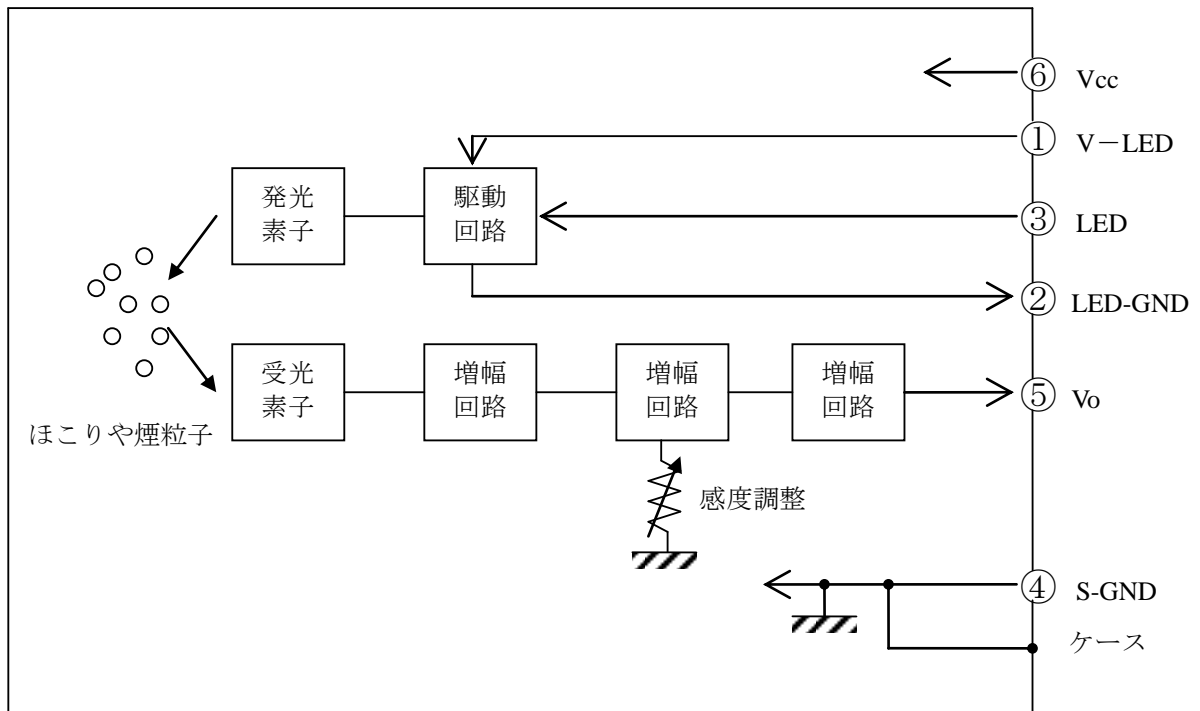 ⑥ Vcc
① V－LED
発光
素子
駆動
回路
③ LED
② LED-GND
受光
素子
増幅
回路
増幅
回路
増幅
回路
⑤ Vo
ほこりや煙粒子
感度調整
④ S-GND
ケース